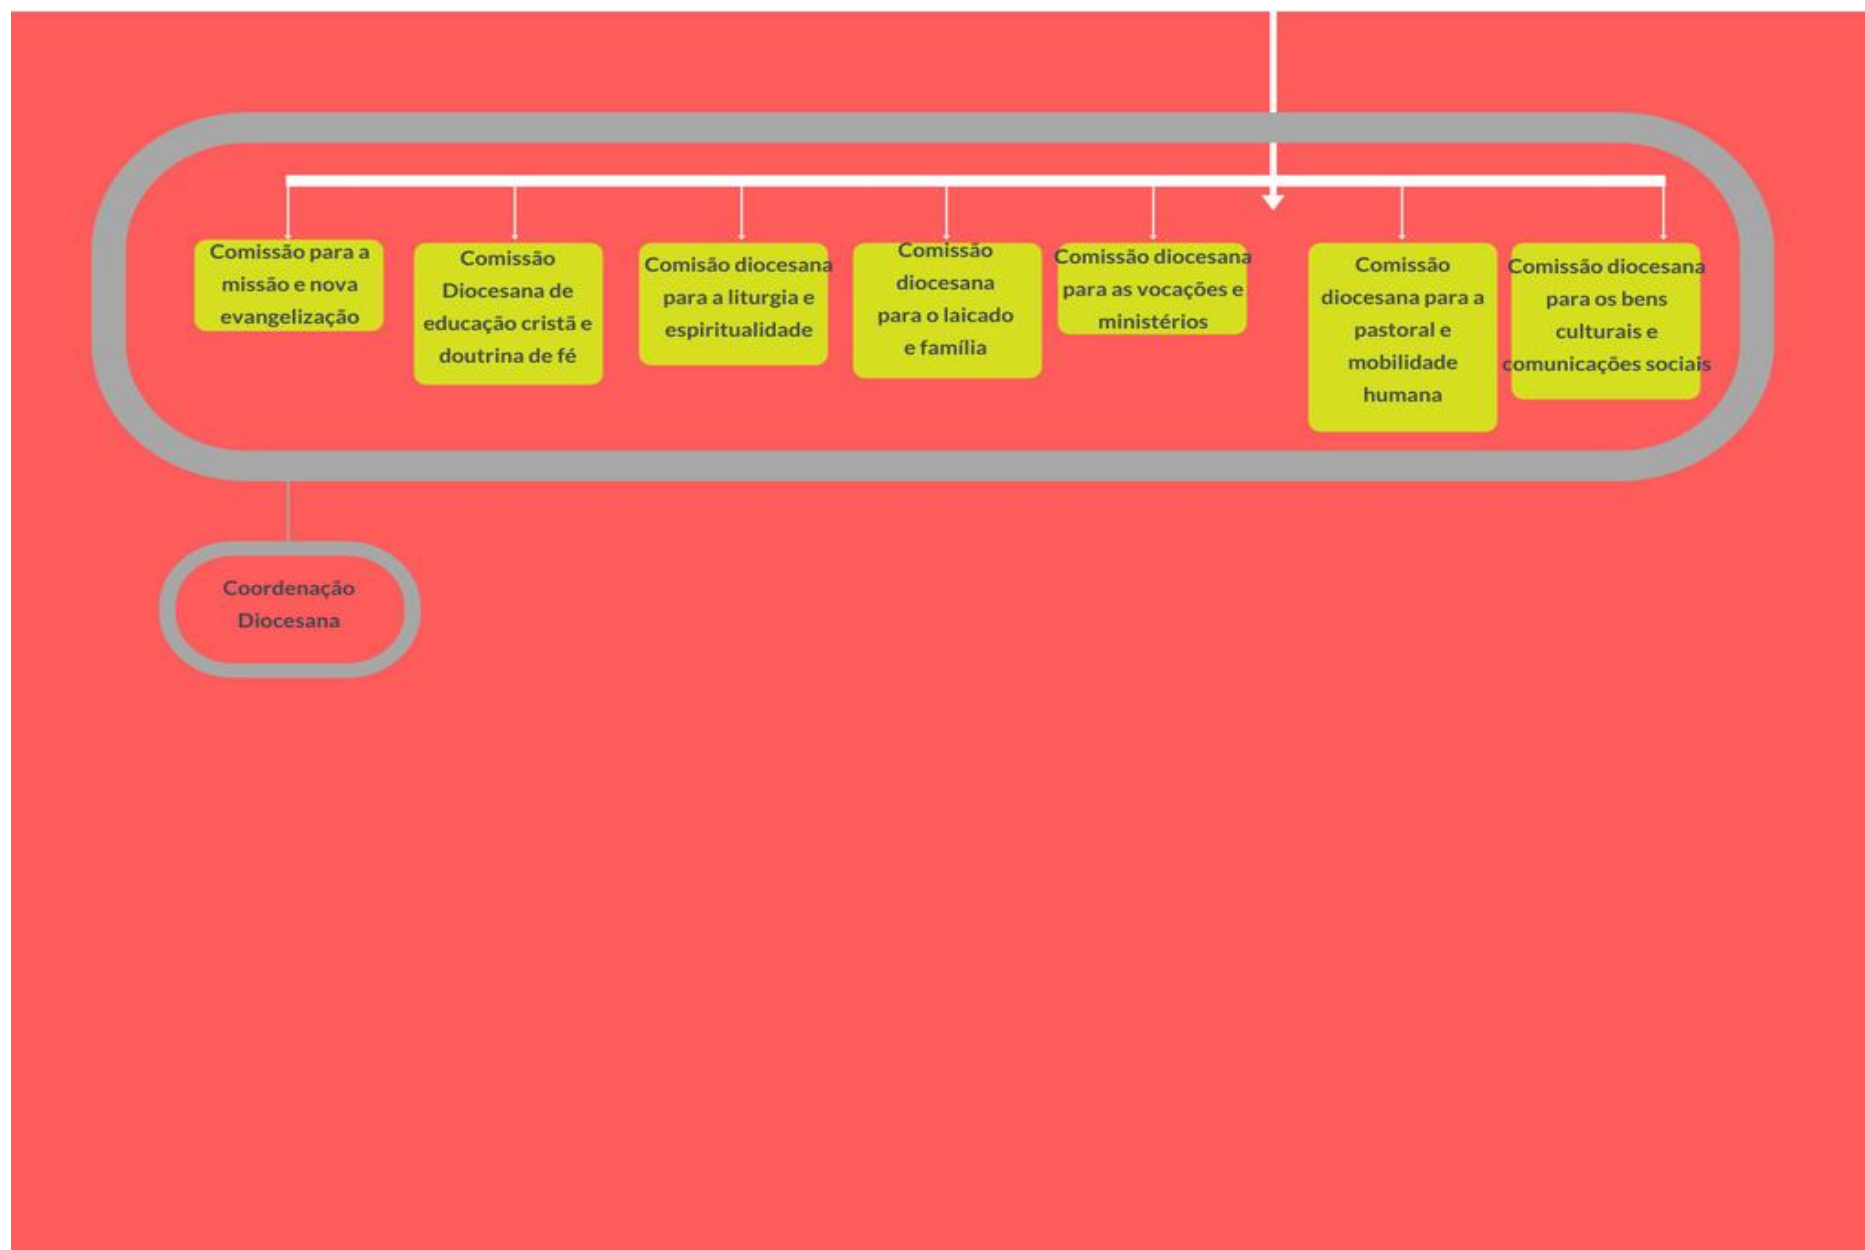 Comissão para a
missão e nova
evangelização
Comissão
Diocesana de
educação cristã e
doutrina de fé
Comisão diocesana
para a liturgia e
espiritualidade
Comissão
diocesana
para o laicado
e família
Comissão diocesana
para as vocações e
ministérios
Comissão
diocesana para a
pastoral e
mobilidade
humana
Comissão diocesana
para os bens
culturais e
comunicações sociais
Coordenação
Diocesana